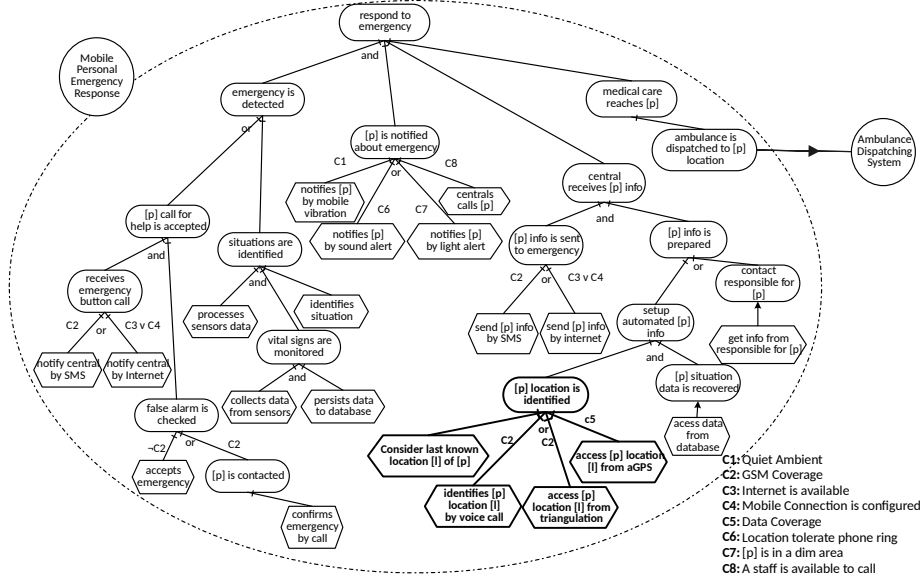 respond to
emergency
and
Mobile
Personal
Emergency
Response
emergency is
detected
or
medical care
reaches [p]
ambulance is
dispatched to [p]
location
Ambulance
Dispatching
System
[p] is notified
about emergency
C1
or
C8
C6
C7
notifies [p]
by mobile
vibration
centrals
calls [p]
notifies [p]
by sound alert
notifies [p]
by light alert
central
receives [p] info
and
[p] call for
help is accepted
and
situations are
identified
and
[p] info is sent
to emergency
C2
or
C3 v C4
[p] info is
prepared
or
contact
responsible for
[p]
receives
emergency
button call
C2
or
C3 v C4
processes
sensors data
identifies
situation
send [p] info
by SMS
send [p] info
by internet
setup
automated [p]
info
and
get info from
responsible for [p]
notify central
by SMS
notify central
by Internet
vital signs are
monitored
and
collects data
from sensors
persists data
to database
[p] location is
identified
or
C2
C2
c5
[p] situation
data is recovered
acess data
from
database
false alarm is
checked
¬C2
or
C2
accepts
emergency
[p] is contacted
confirms
emergency
by call
Consider last known
location [l] of [p]
access [p] location
[l] from aGPS
identifies [p]
location [l]
by voice call
access [p]
location [l] from
triangulation
C1: Quiet Ambient
C2: GSM Coverage
C3: Internet is available
C4: Mobile Connection is configured
C5: Data Coverage
C6: Location tolerate phone ring
C7: [p] is in a dim area
C8: A staff is available to call